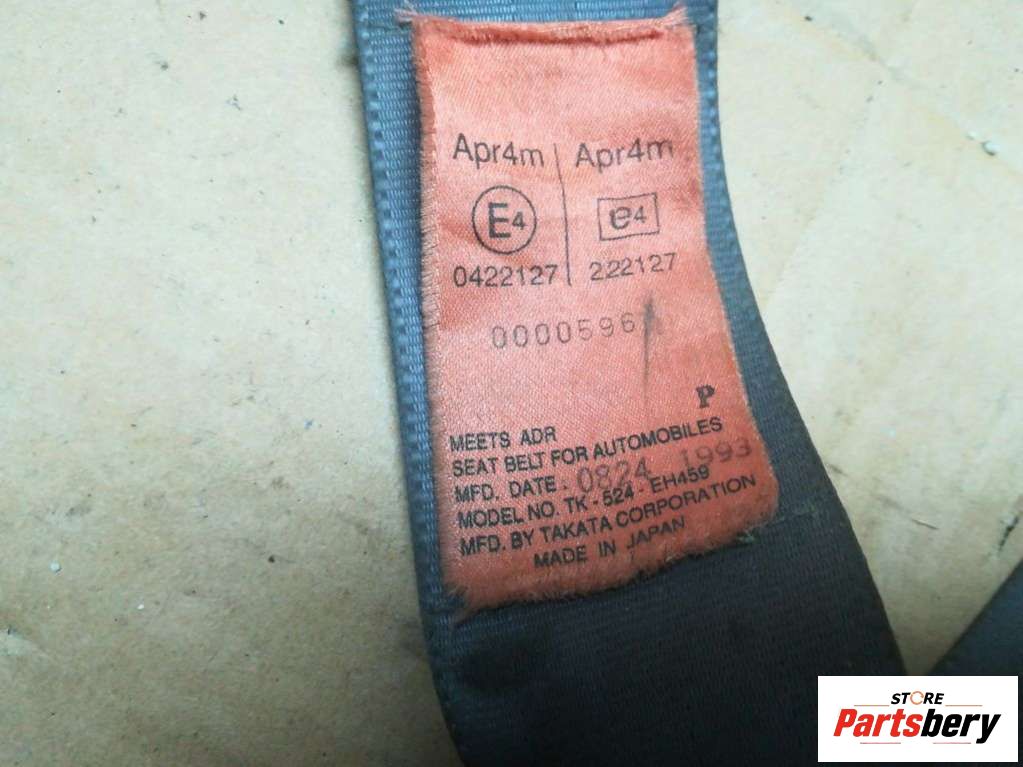 Apr4m Apr4m
E4 e4
0422127 222127
0000596
P
MEETS ADR
SEAT BELT FOR AUTOMOBILES
MFD. DATE - 0824 1993
MODEL NO. TK - 524 - EH459
MFD. BY TAKATA CORPORATION
MADE IN JAPAN
STORE
Partsbery